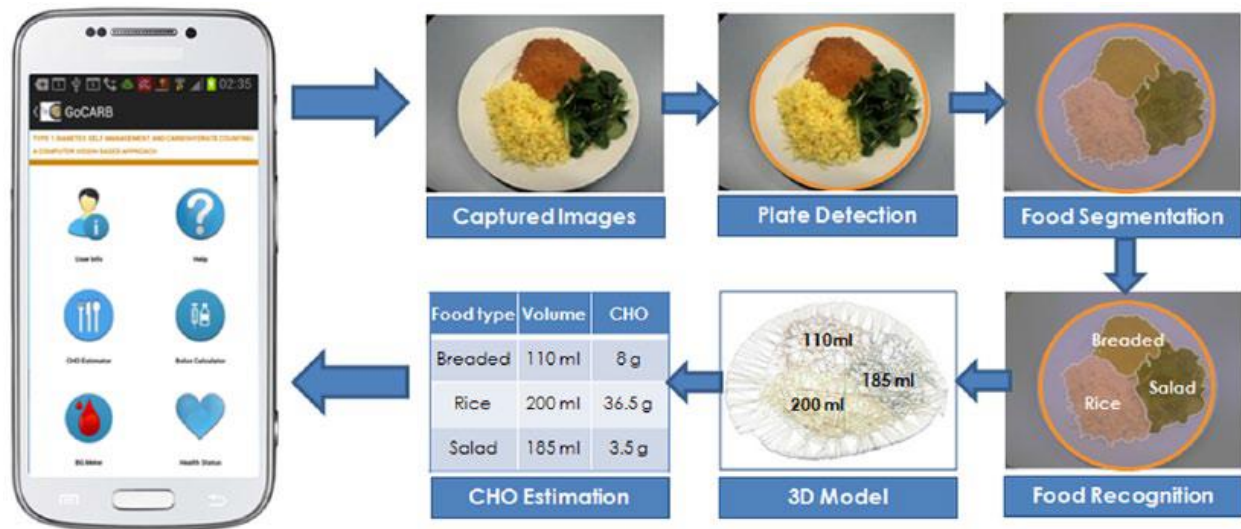 02:35
GoCARB
TYPE 1 DIABETES SELF-MANAGEMENT AND CARBOHYDRATE COUNTING:
A COMPUTER VISION BASED APPROACH
User Info
Help
CHO Estimator
Bolus Calculator
BG Meter
Health Status
Captured Images
Plate Detection
Food Segmentation
Breaded
Rice
Salad
Food Recognition
110ml
185 ml
200 ml
3D Model
Food type Volume CHO
Breaded 110 ml 8 g
Rice 200 ml 36.5 g
Salad 185 ml 3.5 g
CHO Estimation